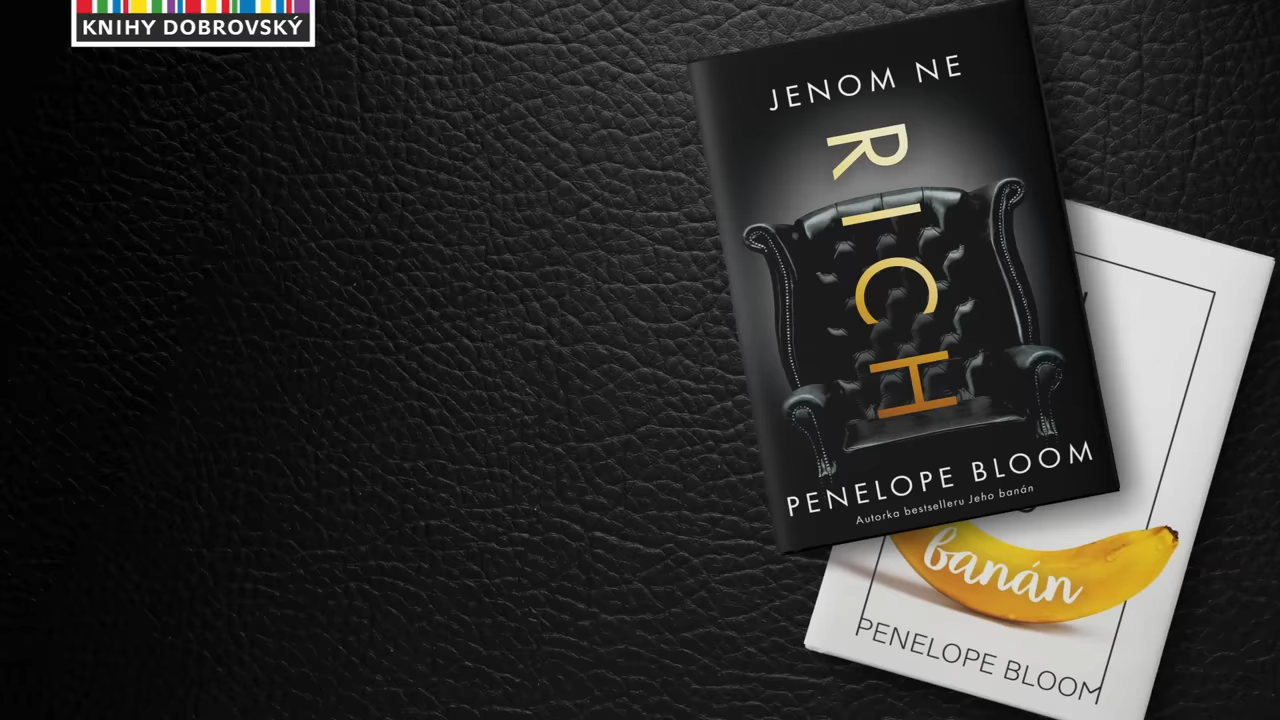 KNIHY DOBROVSKÝ
JENOM NE
RICH
PENELOPE BLOOM
Autorka bestselleru Jeho banán
banán
PENELOPE BLOOM